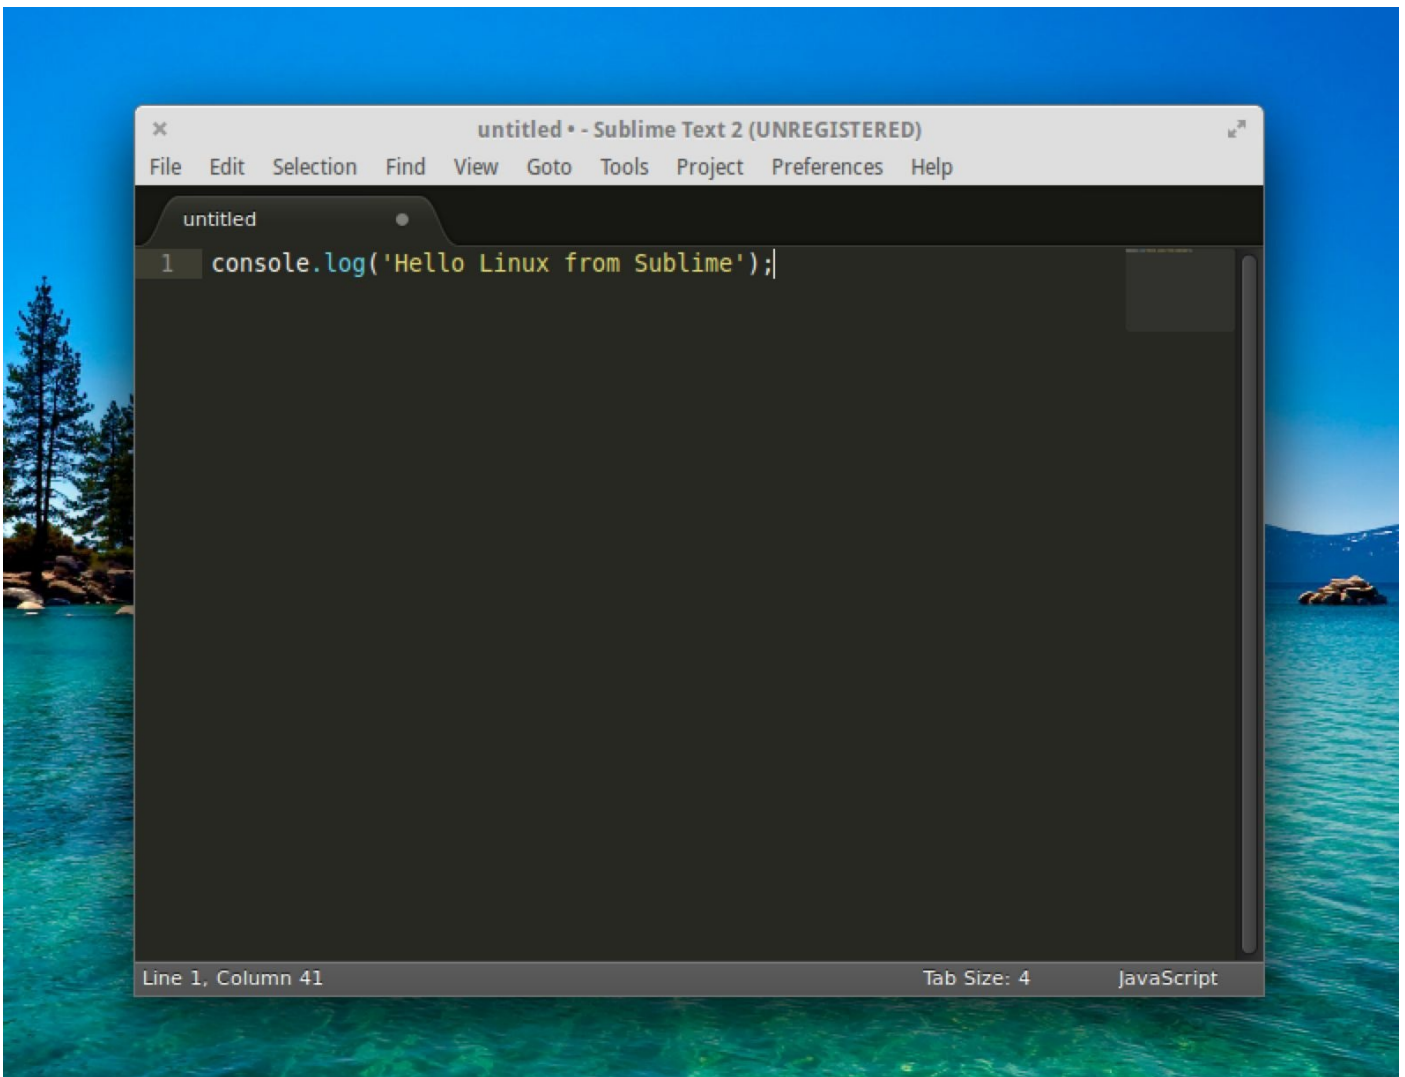 untitled • - Sublime Text 2 (UNREGISTERED)
File Edit Selection Find View Goto Tools Project Preferences Help
untitled
1 console.log('Hello Linux from Sublime');
Line 1, Column 41 Tab Size: 4 JavaScript